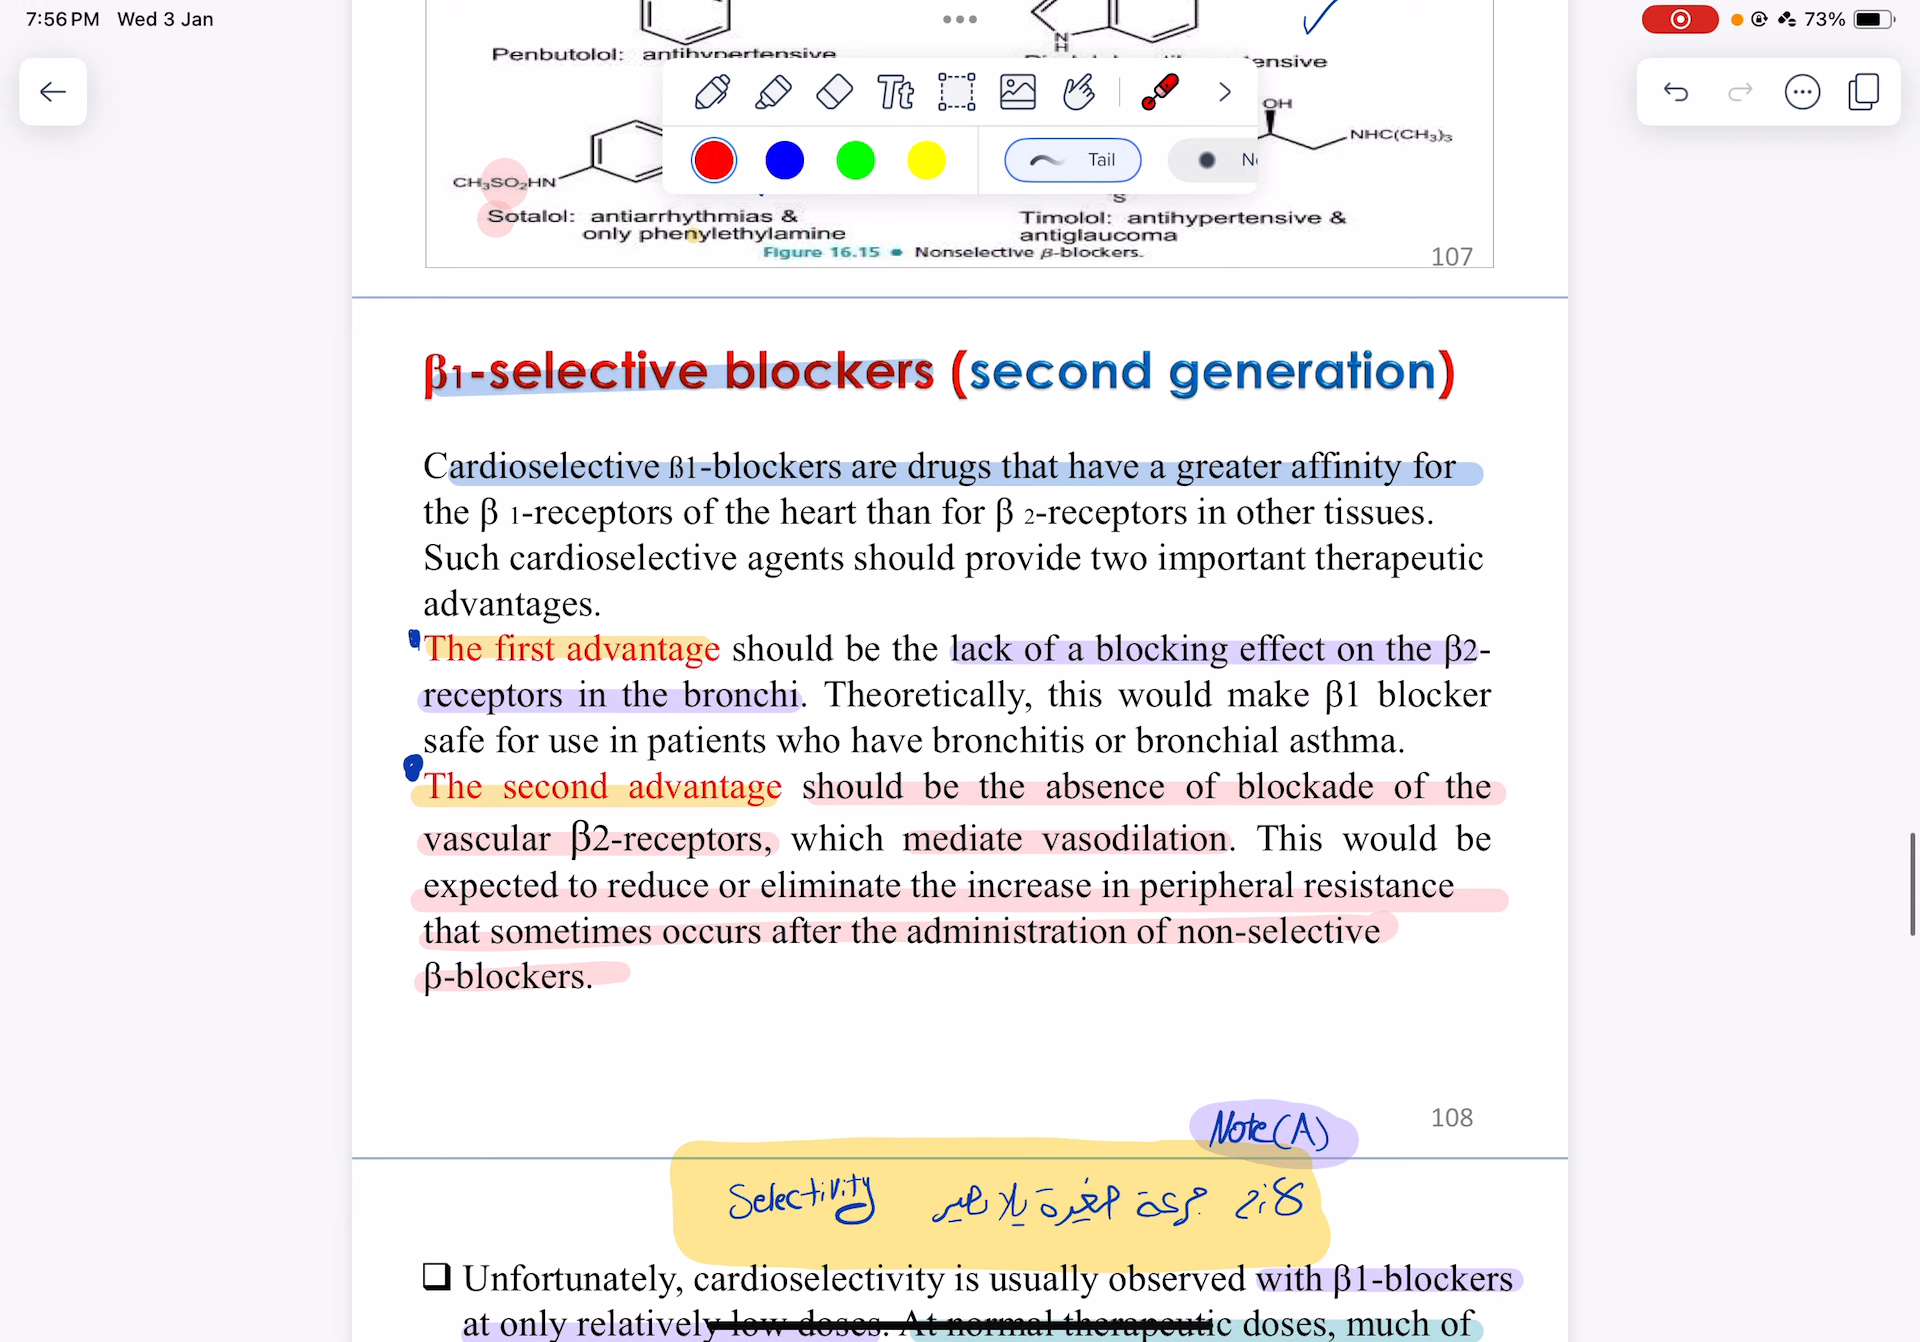 7:56 PM Wed 3 Jan
73%
Penbutolol: antihypertensive
ensive
N
H
Tt
OH
NHC(CH3)3
Tail
CH3SO2HN
S
Sotalol: antiarrhythmias &
only phenylethylamine
Timolol: antihypertensive &
antiglaucoma
Figure 16.15 • Nonselective β-blockers.
107
β1-selective blockers (second generation)
Cardioselective ß1-blockers are drugs that have a greater affinity for
the β 1-receptors of the heart than for β 2-receptors in other tissues.
Such cardioselective agents should provide two important therapeutic
advantages.
The first advantage should be the lack of a blocking effect on the β2-
receptors in the bronchi. Theoretically, this would make β1 blocker
safe for use in patients who have bronchitis or bronchial asthma.
The second advantage should be the absence of blockade of the
vascular β2-receptors, which mediate vasodilation. This would be
expected to reduce or eliminate the increase in peripheral resistance
that sometimes occurs after the administration of non-selective
β-blockers.
Note(A)
108
لازم جرعة صغيرة يلا يصير Selectivity
❑ Unfortunately, cardioselectivity is usually observed with β1-blockers
at only relatively low doses. At normal therapeutic doses, much of